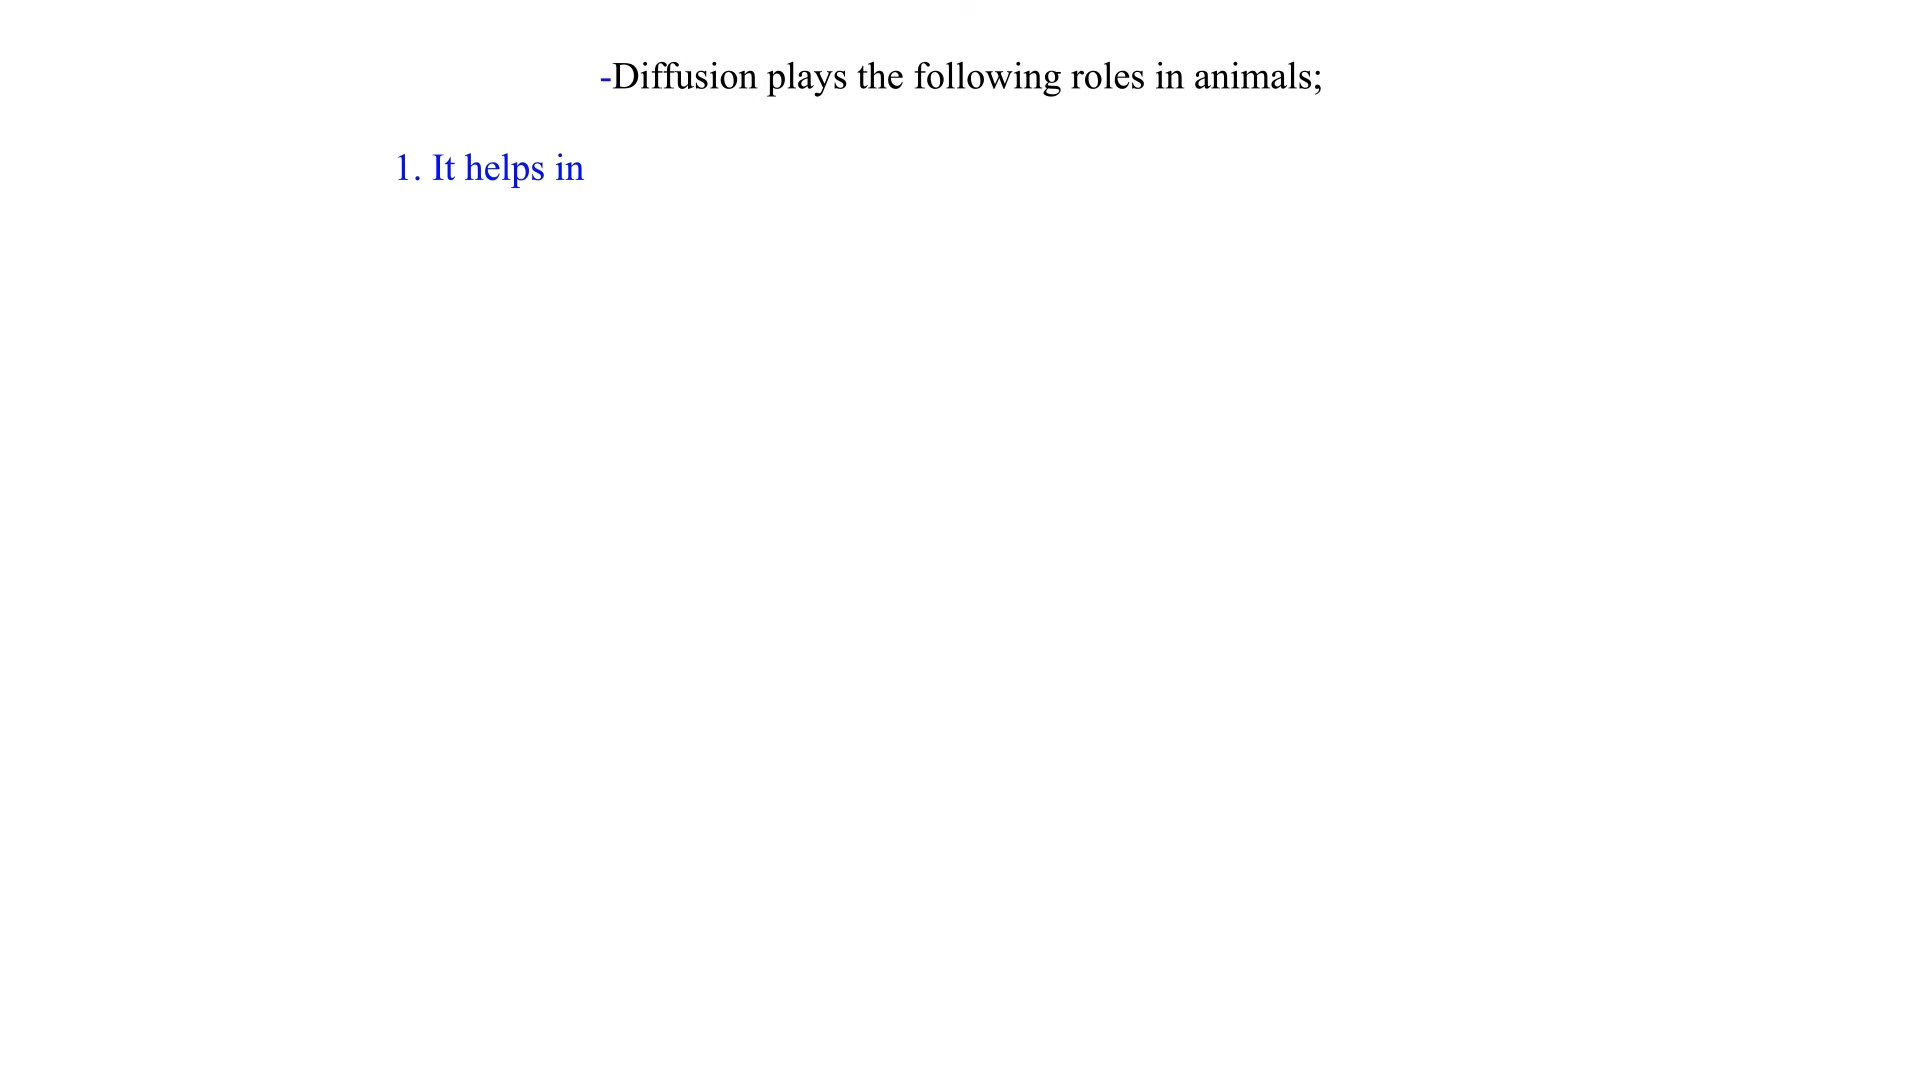 -Diffusion plays the following roles in animals;
1. It helps in